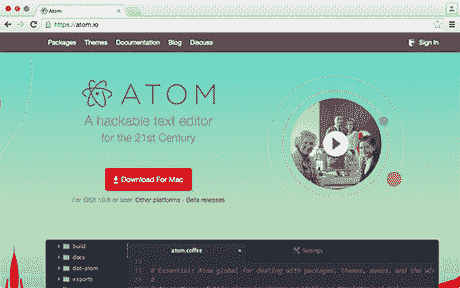 Atom
https://atom.io
Packages Themes Documentation Blog Discuss Sign in
ATOM
A hackable text editor
for the 21st Century
Download For Mac
For OSX 10.8 or later. Other platforms - Beta releases
build
docs
dot-atom
exports
atom.coffee
Settings
# Essential: Atom global for dealing with packages, themes, menus, and the wir
#